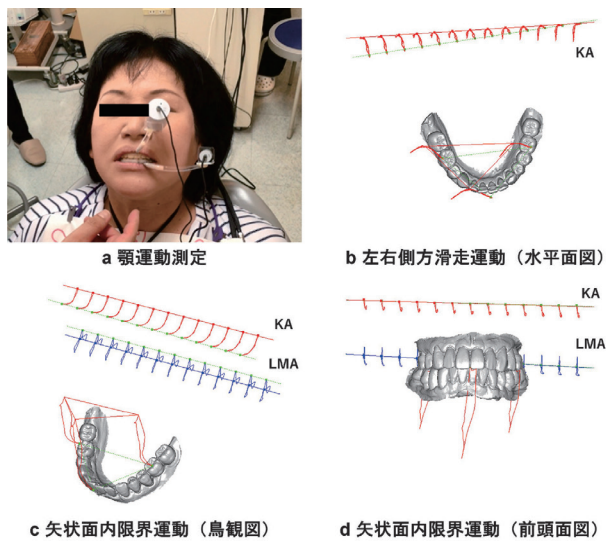 KA
a 顎運動測定
b 左右側方滑走運動（水平面図）
KA
LMA
KA
LMA
c 矢状面内限界運動（鳥観図）
d 矢状面内限界運動（前頭面図）